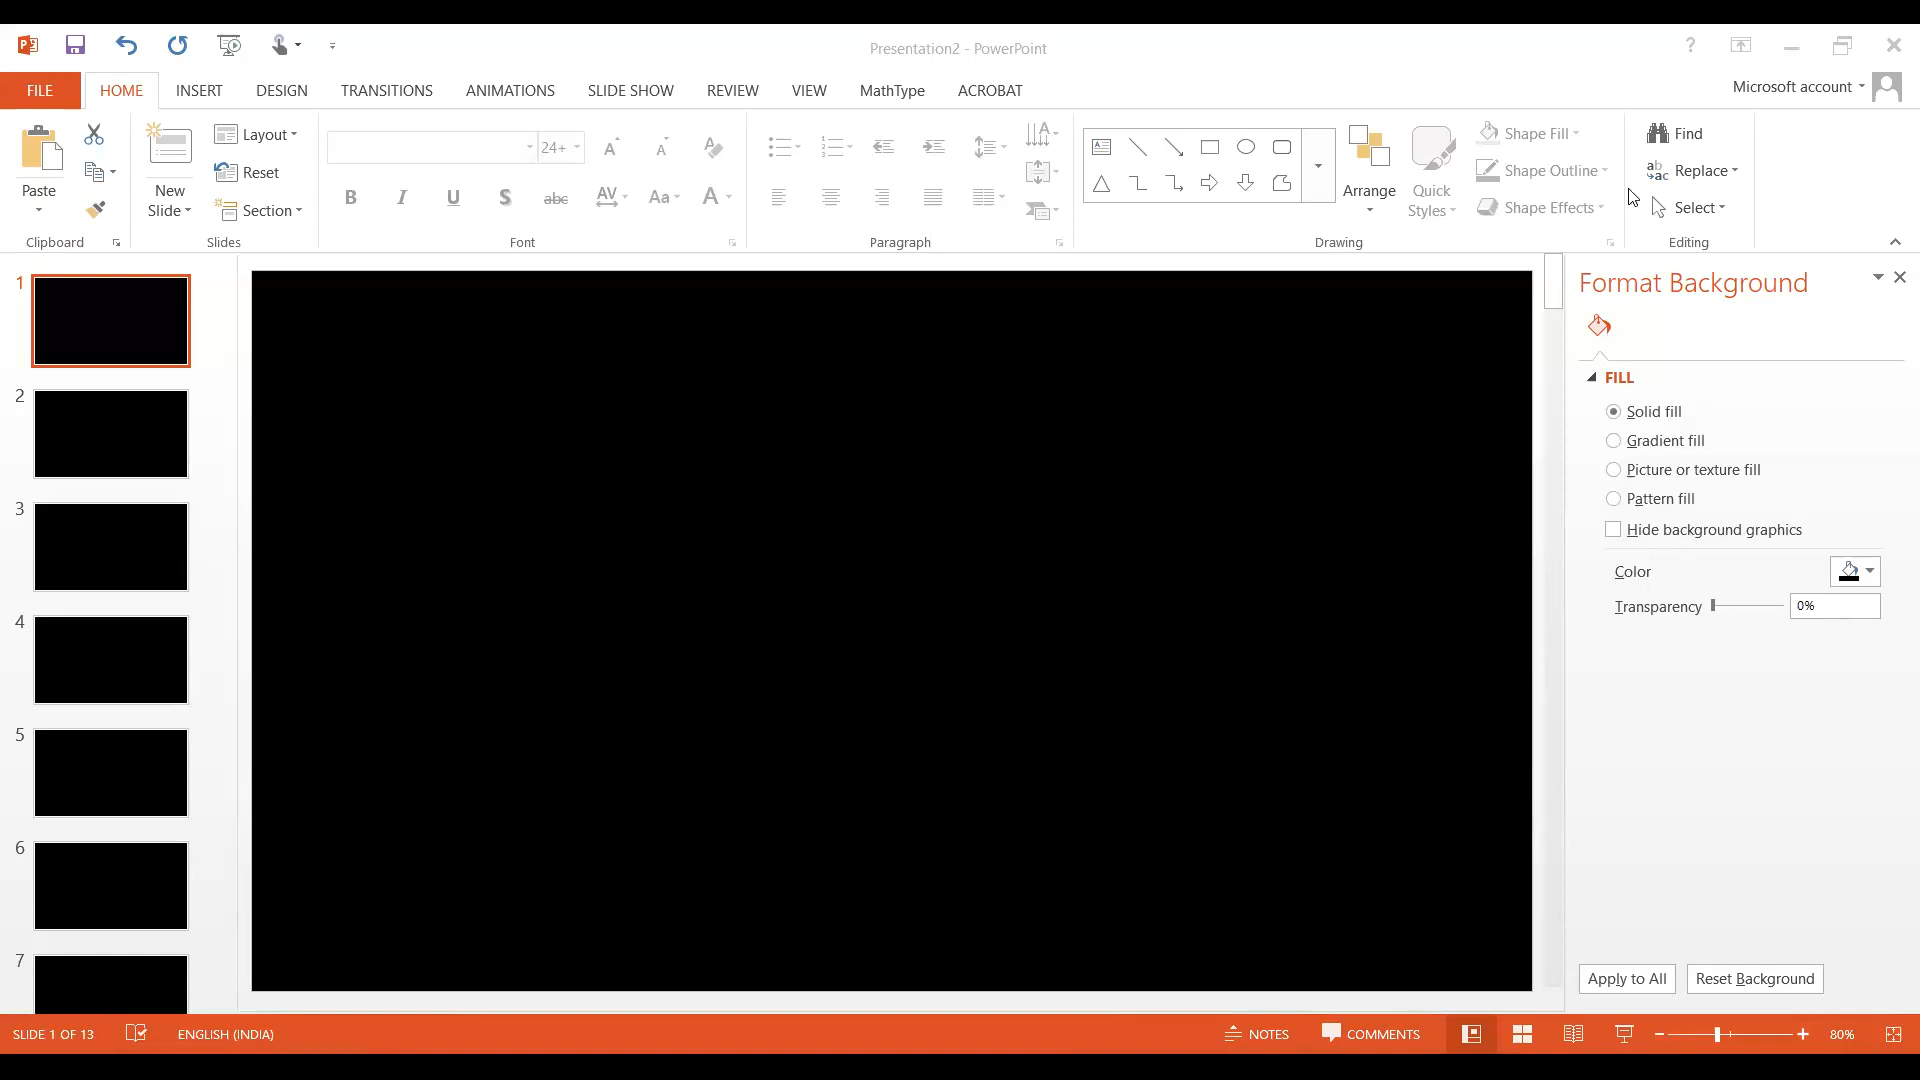 Presentation2 - PowerPoint
FILE HOME INSERT DESIGN TRANSITIONS ANIMATIONS SLIDE SHOW REVIEW VIEW MathType ACROBAT Microsoft account
Paste
Clipboard
New
Slide
Layout
Reset
Section
Slides
24+
B I U S abc AV Aa A
Font
Paragraph
Arrange
Quick
Styles
Shape Fill
Shape Outline
Shape Effects
Drawing
Find
Replace
Select
Editing
1
2
3
4
5
6
7
Format Background
FILL
Solid fill
Gradient fill
Picture or texture fill
Pattern fill
Hide background graphics
Color
Transparency 0%
Apply to All Reset Background
SLIDE 1 OF 13 ENGLISH (INDIA) NOTES COMMENTS 80%